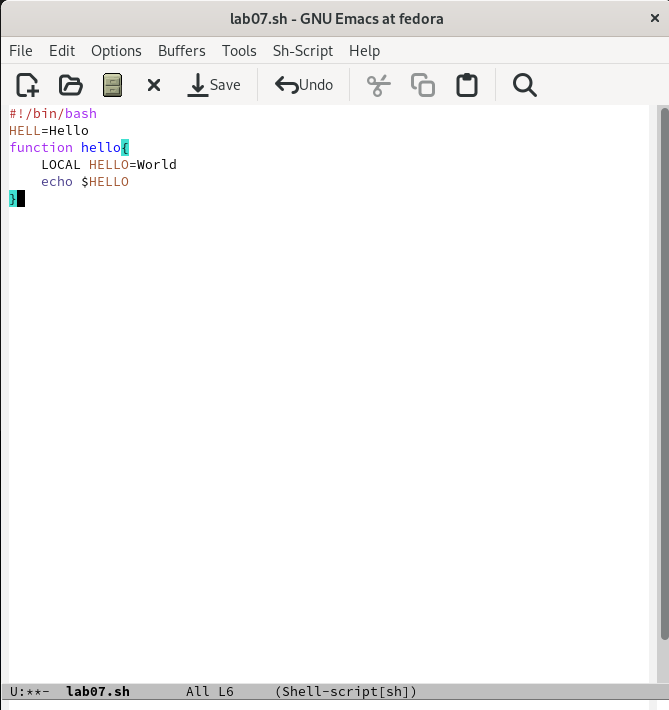 lab07.sh - GNU Emacs at fedora
File Edit Options Buffers Tools Sh-Script Help
Save Undo
#!/bin/bash
HELL=Hello
function hello{
    LOCAL HELLO=World
    echo $HELLO
}
U:**-  lab07.sh       All L6     (Shell-script[sh])